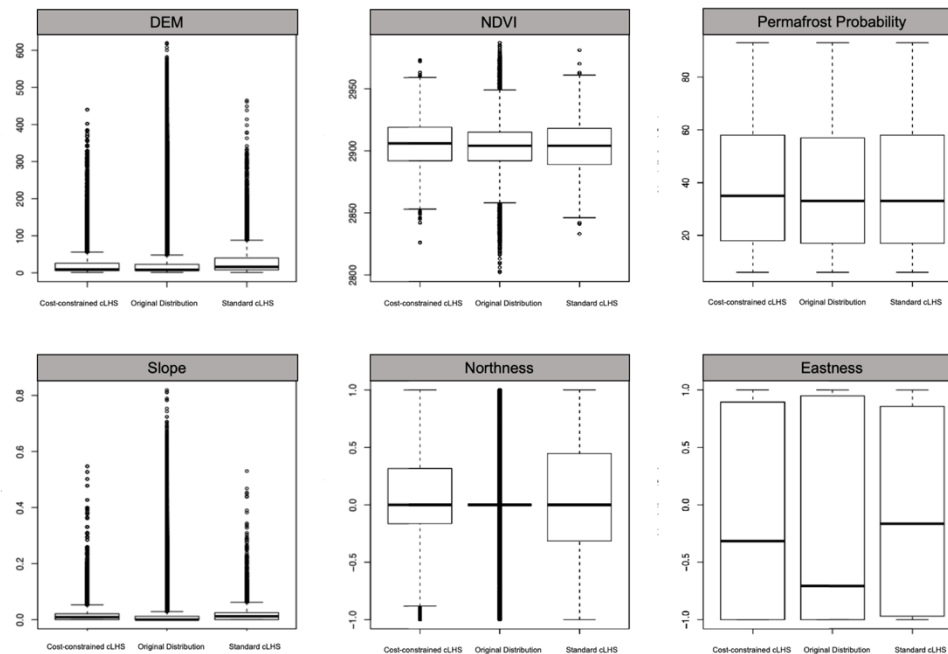 DEM
NDVI
Permafrost Probability
600
500
400
300
200
100
0
2950
2900
2850
2800
80
60
40
20
Cost-constrained cLHS Original Distribution Standard cLHS
Cost-constrained cLHS Original Distribution Standard cLHS
Cost-constrained cLHS Original Distribution Standard cLHS
Slope
Northness
Eastness
0.8
0.6
0.4
0.2
0.0
1.0
0.5
0.0
−0.5
−1.0
1.0
0.5
0.0
−0.5
−1.0
Cost-constrained cLHS Original Distribution Standard cLHS
Cost-constrained cLHS Original Distribution Standard cLHS
Cost-constrained cLHS Original Distribution Standard cLHS